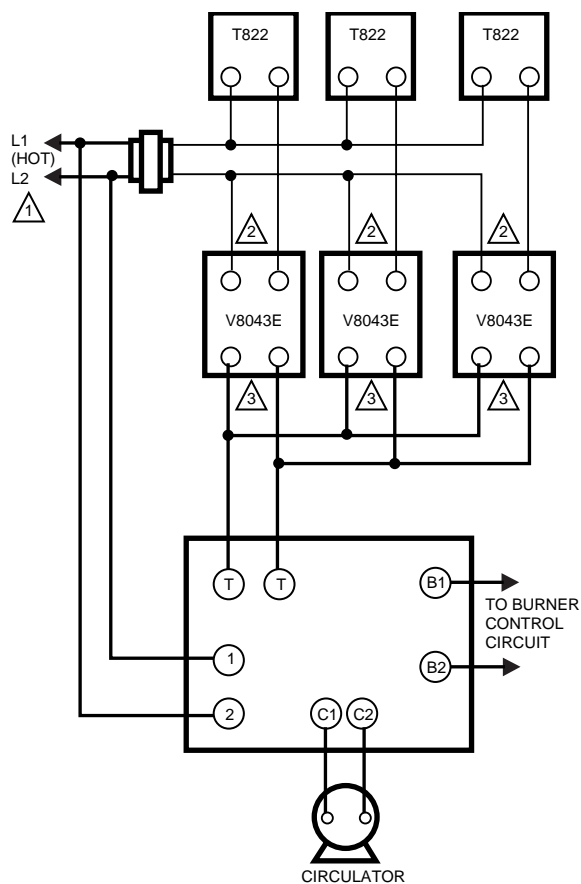 T822
T822
T822
L1
(HOT)
L2
1
2
2
2
V8043E
V8043E
V8043E
3
3
3
T
T
B1
TO BURNER
CONTROL
CIRCUIT
1
B2
2
C1
C2
CIRCULATOR